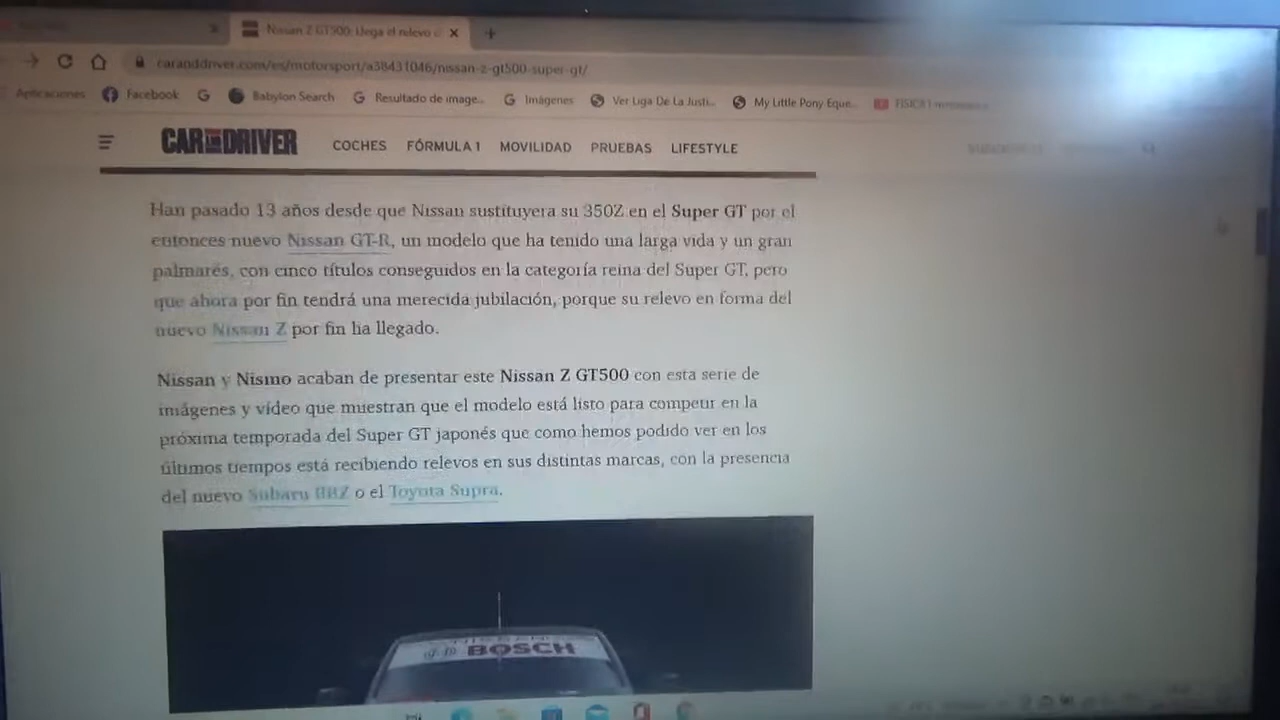 Nissan Z GT500: Llega el relevo
caranddriver.com/es/motorsport/a38431046/nissan-z-gt500-super-gt/
Aplicaciones Facebook Babylon Search Resultado de image... Imágenes Ver Liga De La Justi... My Little Pony Eque...
CAR AND DRIVER COCHES FÓRMULA 1 MOVILIDAD PRUEBAS LIFESTYLE
Han pasado 13 años desde que Nissan sustituyera su 350Z en el Super GT por el
entonces nuevo Nissan GT-R, un modelo que ha tenido una larga vida y un gran
palmarés, con cinco títulos conseguidos en la categoría reina del Super GT, pero
que ahora por fin tendrá una merecida jubilación, porque su relevo en forma del
nuevo Nissan Z por fin ha llegado.
Nissan y Nismo acaban de presentar este Nissan Z GT500 con esta serie de
imágenes y vídeo que muestran que el modelo está listo para competir en la
próxima temporada del Super GT japonés que como hemos podido ver en los
últimos tiempos está recibiendo relevos en sus distintas marcas, con la presencia
del nuevo Subaru BRZ o el Toyota Supra.
NISSAN
BOSCH